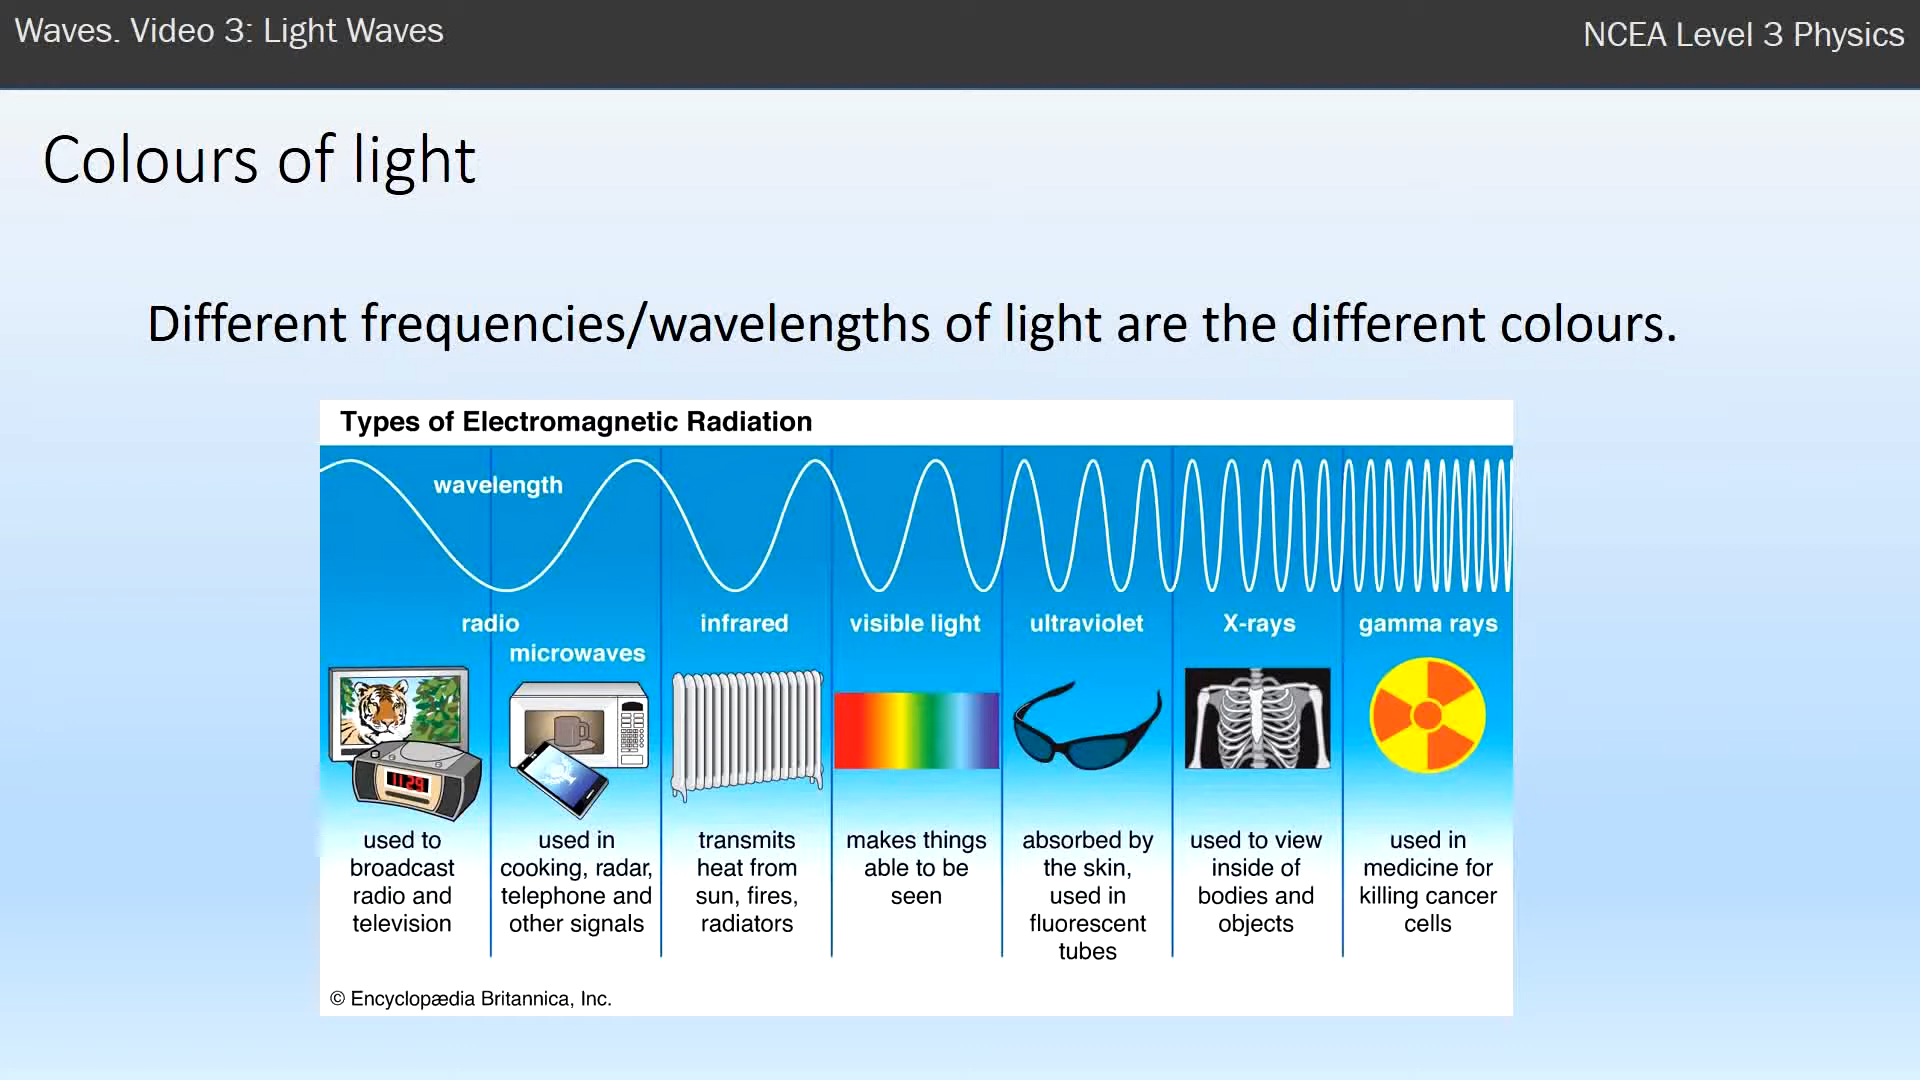 Waves. Video 3: Light Waves
NCEA Level 3 Physics
Colours of light
Different frequencies/wavelengths of light are the different colours.
Types of Electromagnetic Radiation
wavelength
radio
microwaves
infrared
visible light
ultraviolet
X-rays
gamma rays
11:29
used to
broadcast
radio and
television
used in
cooking, radar,
telephone and
other signals
transmits
heat from
sun, fires,
radiators
makes things
able to be
seen
absorbed by
the skin,
used in
fluorescent
tubes
used to view
inside of
bodies and
objects
used in
medicine for
killing cancer
cells
© Encyclopædia Britannica, Inc.